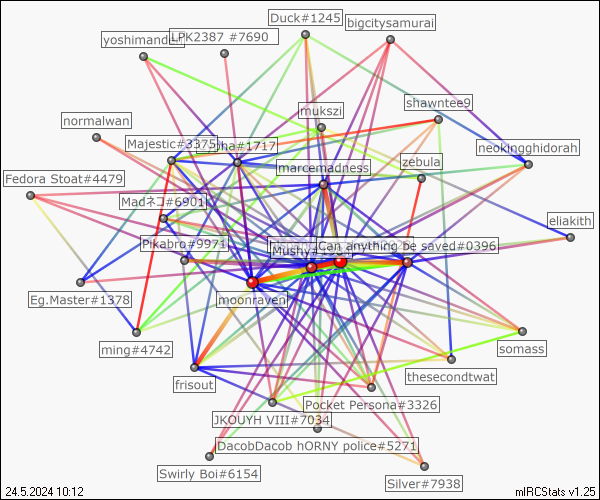 Duck#1245
bigcitysamurai
LPK2387 #7690
shawntee9
mukszi
normalwan
Majestic#3375
#1717
neokingghidorah
marcemadness
zebula
Fedora Stoat#4479
Madネコ#6901
eliakith
Pikabro#9971
Can anything be saved#0396
moonraven
Eg.Master#1378
ming#4742
somass
frisout
thesecondtwat
Pocket Persona#3326
JKOUYH VIII#7034
DacobDacob hORNY police#5271
Swirly Boi#6154
Silver#7938
24.5.2024 10:12
mIRCStats v1.25